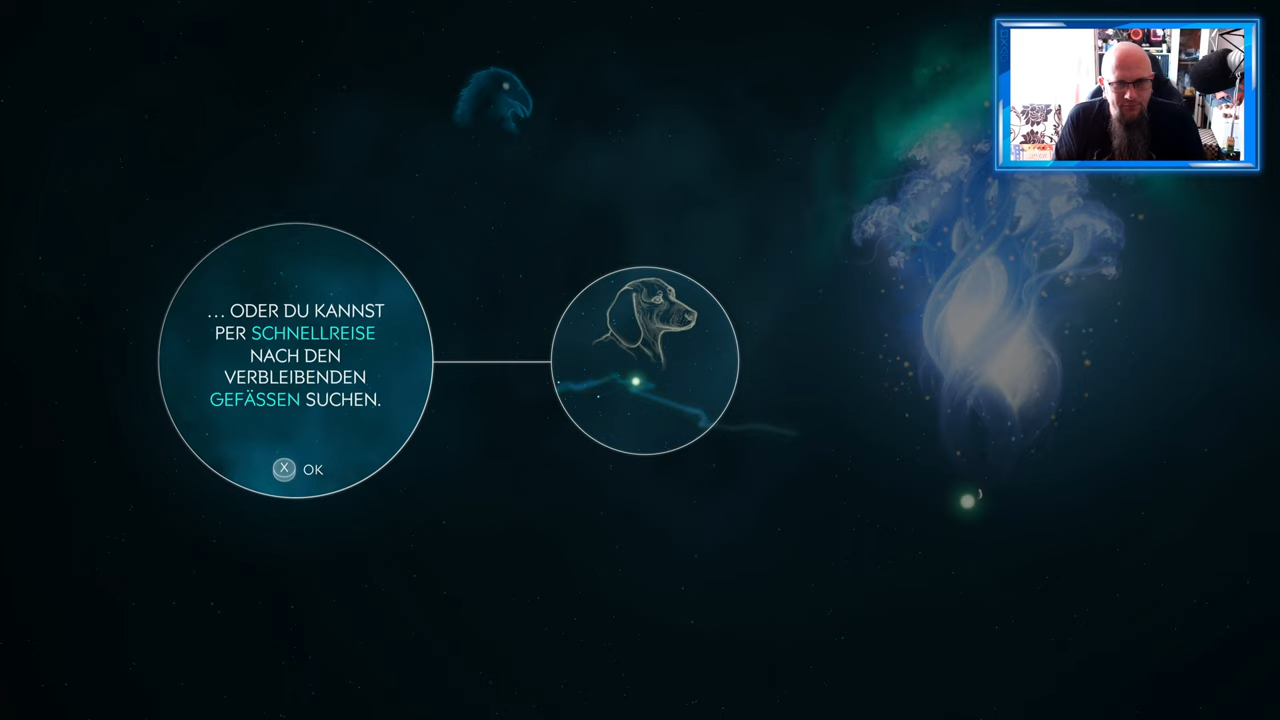 ... ODER DU KANNST
PER SCHNELLREISE
NACH DEN
VERBLEIBENDEN
GEFÄSSEN SUCHEN.
X OK